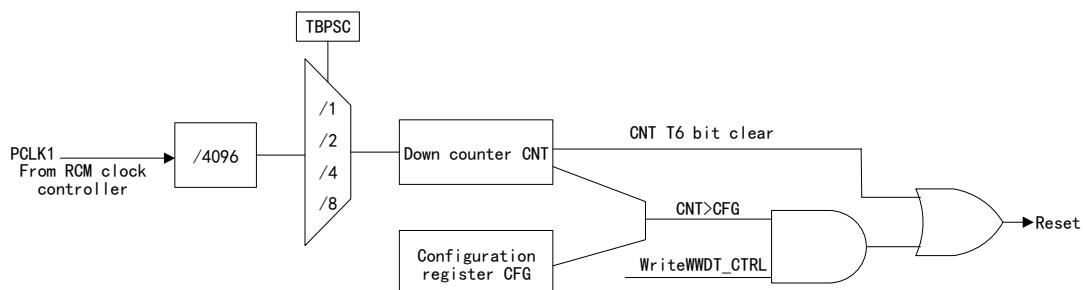 TBPSC
/1
/2
/4
/8
PCLK1
From RCM clock
controller
/4096
Down counter CNT
CNT T6 bit clear
CNT>CFG
Configuration
register CFG
WriteWWDT_CTRL
Reset